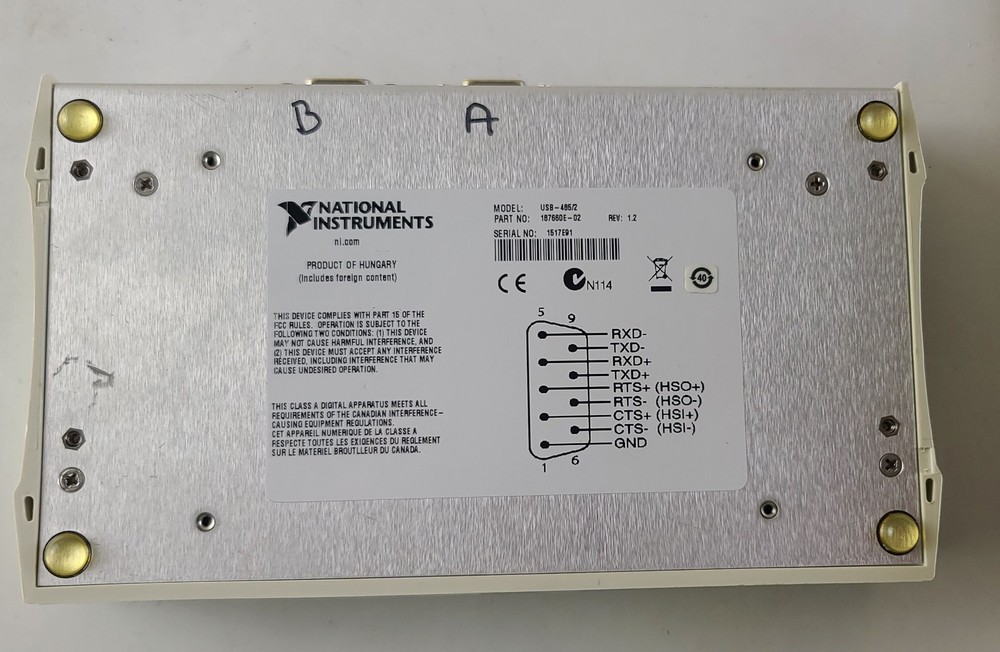 B A
NATIONAL
INSTRUMENTS
ni.com
PRODUCT OF HUNGARY
(Includes foreign content)
MODEL: USB-485/2
PART NO: 187660E-02 REV: 1.2
SERIAL NO: 1517E91
CE N114 40
THIS DEVICE COMPLIES WITH PART 15 OF THE
FCC RULES. OPERATION IS SUBJECT TO THE
FOLLOWING TWO CONDITIONS: (1) THIS DEVICE
MAY NOT CAUSE HARMFUL INTERFERENCE, AND
(2) THIS DEVICE MUST ACCEPT ANY INTERFERENCE
RECEIVED, INCLUDING INTERFERENCE THAT MAY
CAUSE UNDESIRED OPERATION.
THIS CLASS A DIGITAL APPARATUS MEETS ALL
REQUIREMENTS OF THE CANADIAN INTERFERENCE-
CAUSING EQUIPMENT REGULATIONS.
CET APPAREIL NUMERIQUE DE LA CLASSE A
RESPECTE TOUTES LES EXIGENCES DU REGLEMENT
SUR LE MATERIEL BROUTLLEUR DU CANADA.
5 9
RXD-
TXD-
RXD+
TXD+
RTS+ (HSO+)
RTS- (HSO-)
CTS+ (HSI+)
CTS- (HSI-)
GND
1 6